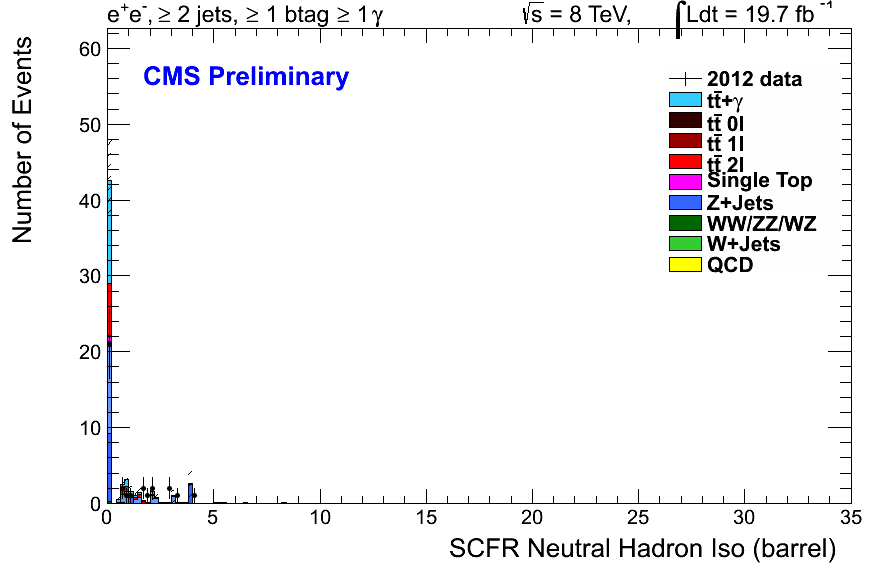 e⁺e⁻, ≥ 2 jets, ≥ 1 btag ≥ 1 γ
√s = 8 TeV, ∫Ldt = 19.7 fb⁻¹
CMS Preliminary
2012 data
tt̄+γ
tt̄ 0l
tt̄ 1l
tt̄ 2l
Single Top
Z+Jets
WW/ZZ/WZ
W+Jets
QCD
Number of Events
60
50
40
30
20
10
0
0 5 10 15 20 25 30 35
SCFR Neutral Hadron Iso (barrel)